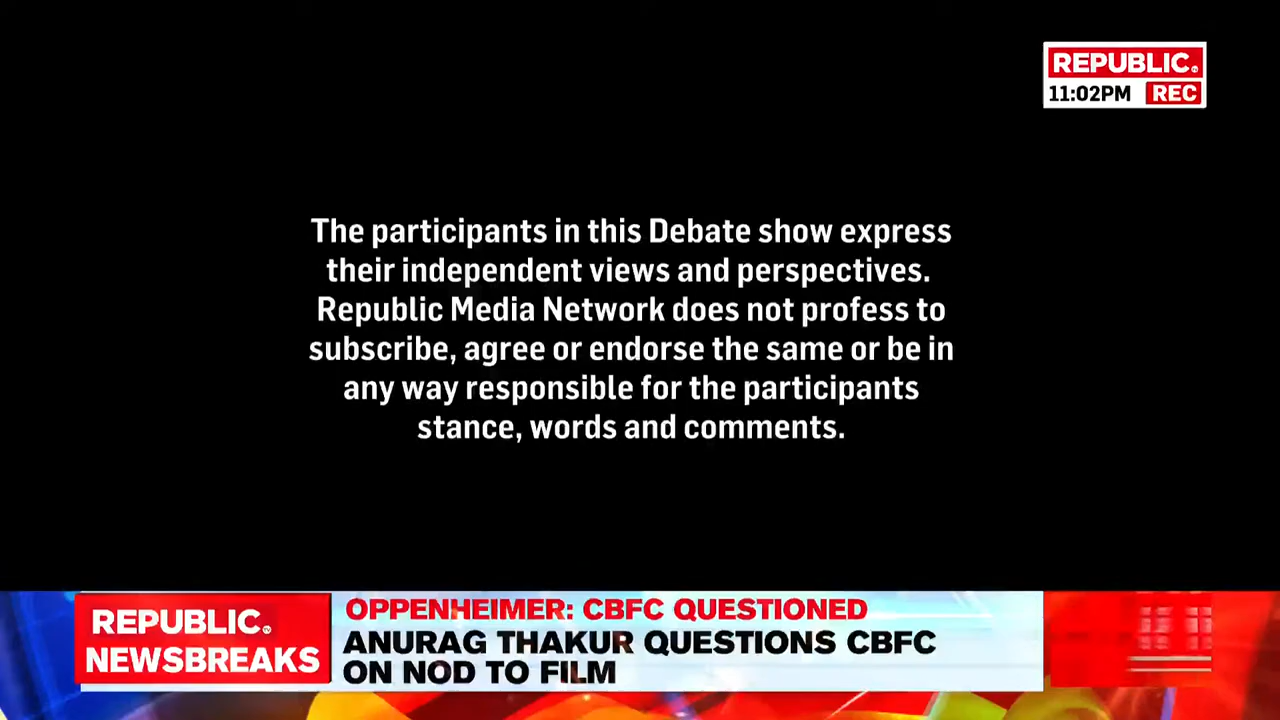 REPUBLIC.TV
11:02PM REC
The participants in this Debate show express
their independent views and perspectives.
Republic Media Network does not profess to
subscribe, agree or endorse the same or be in
any way responsible for the participants
stance, words and comments.
REPUBLIC.TV
NEWSBREAKS
OPPENHEIMER: CBFC QUESTIONED
ANURAG THAKUR QUESTIONS CBFC
ON NOD TO FILM